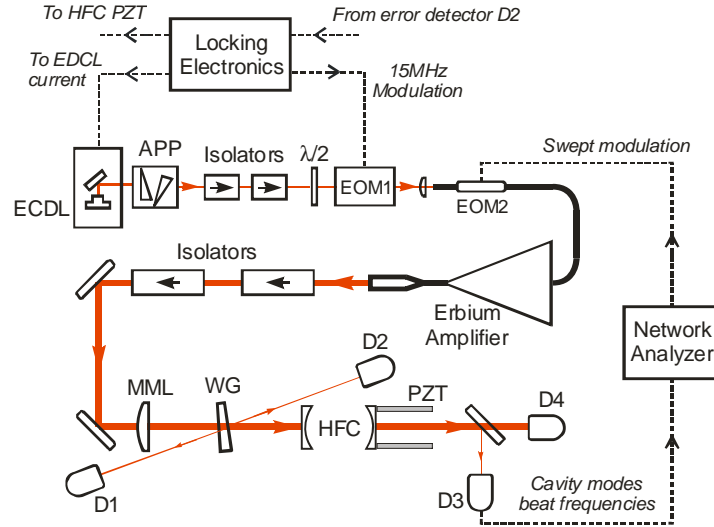 To HFC PZT
From error detector D2
Locking
Electronics
To EDCL
current
15MHz
Modulation
APP
Isolators
λ/2
Swept modulation
EOM1
ECDL
EOM2
Isolators
Erbium
Amplifier
Network
Analyzer
D2
MML
WG
PZT
D4
HFC
D1
D3
Cavity modes
beat frequencies